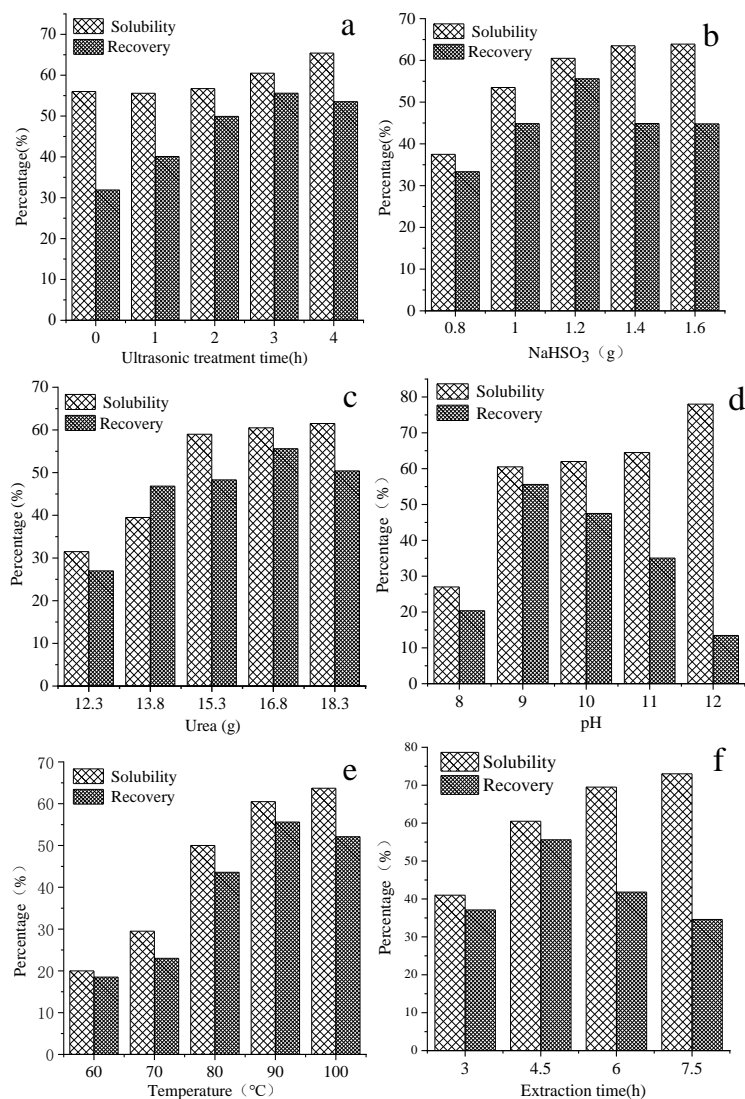 a
Solubility
Recovery
Percentage(%)
70
60
50
40
30
20
10
0
0 1 2 3 4
Ultrasonic treatment time(h)
b
Solubility
Recovery
Percentage(%)
70
60
50
40
30
20
10
0
0.8 1 1.2 1.4 1.6
NaHSO3（g）
c
Solubility
Recovery
Percentage (%)
70
60
50
40
30
20
10
0
12.3 13.8 15.3 16.8 18.3
Urea (g)
d
Solubility
Recovery
Percentage（%）
80
70
60
50
40
30
20
10
0
8 9 10 11 12
pH
e
Solubility
Recovery
Percentage（%）
70
60
50
40
30
20
10
0
60 70 80 90 100
Temperature（℃）
f
Solubility
Recovery
Percentage（%）
80
70
60
50
40
30
20
10
0
3 4.5 6 7.5
Extraction time(h)